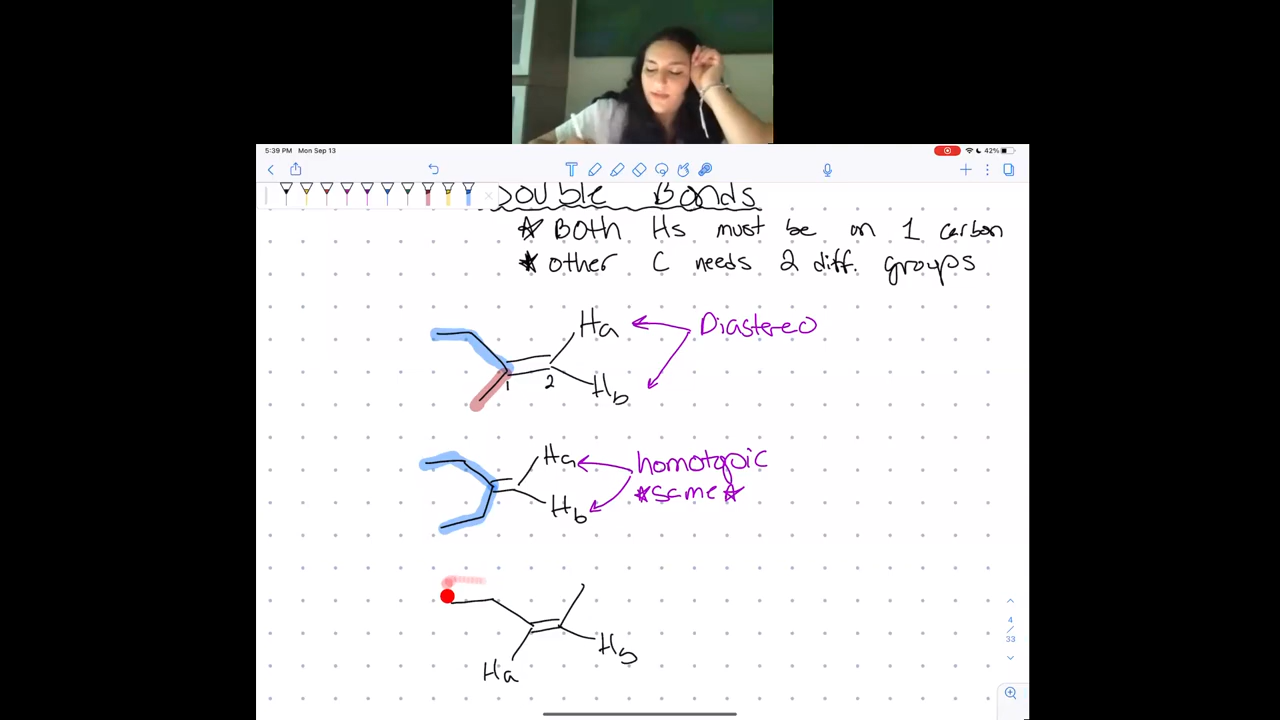 5:39 PM Mon Sep 13
42%
T
Double Bonds
☆ BOTH Hs must be on 1 carbon
★ other C needs 2 diff. groups
Ha
Diastereo
1 2
Hb
Ha
homotopic
☆same☆
Hb
4
/
33
Hb
Ha